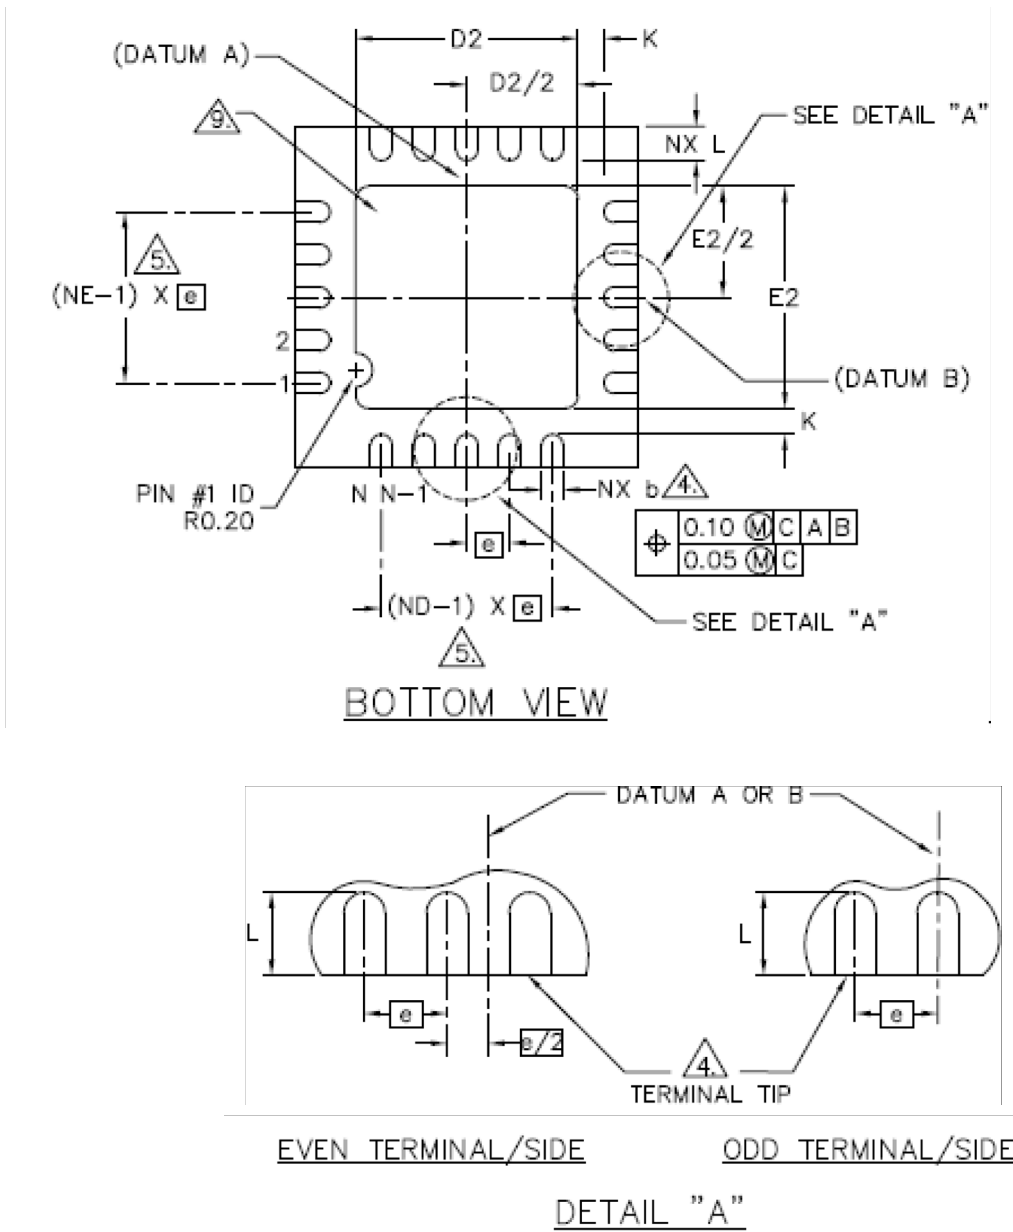 D2
K
(DATUM A)
D2/2
9.
SEE DETAIL "A"
NX L
E2/2
5.
(NE-1) X e
E2
2
1
(DATUM B)
K
PIN #1 ID
R0.20
N N-1
NX b 4.
0.10 Ⓜ C A B
0.05 Ⓜ C
e
(ND-1) X e
5.
SEE DETAIL "A"
BOTTOM VIEW
DATUM A OR B
L
L
e
e
e/2
4.
TERMINAL TIP
EVEN TERMINAL/SIDE
ODD TERMINAL/SIDE
DETAIL "A"